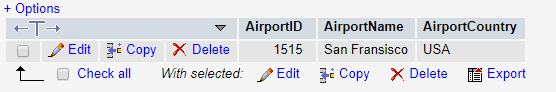 + Options
AirportID AirportName AirportCountry
Edit Copy Delete 1515 San Fransisco USA
Check all With selected: Edit Copy Delete Export